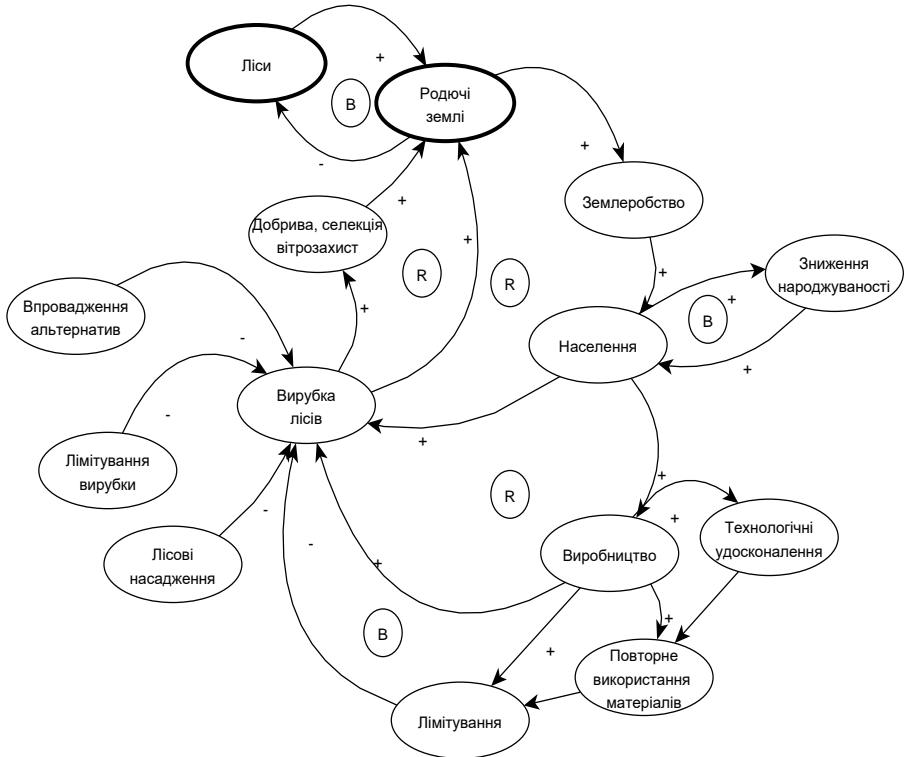 Ліси
+
B
Родючі
землі
-
+
Землеробство
Добрива, селекція
вітрозахист
+
+
R
R
+
Зниження
народжуваності
+
B
Впровадження
альтернатив
+
-
Населення
+
Вирубка
лісів
-
+
Лімітування
вирубки
+
R
-
+
Технологічні
удосконалення
Лісові
насадження
-
Виробництво
+
+
B
+
Повторне
використання
матеріалів
Лімітування